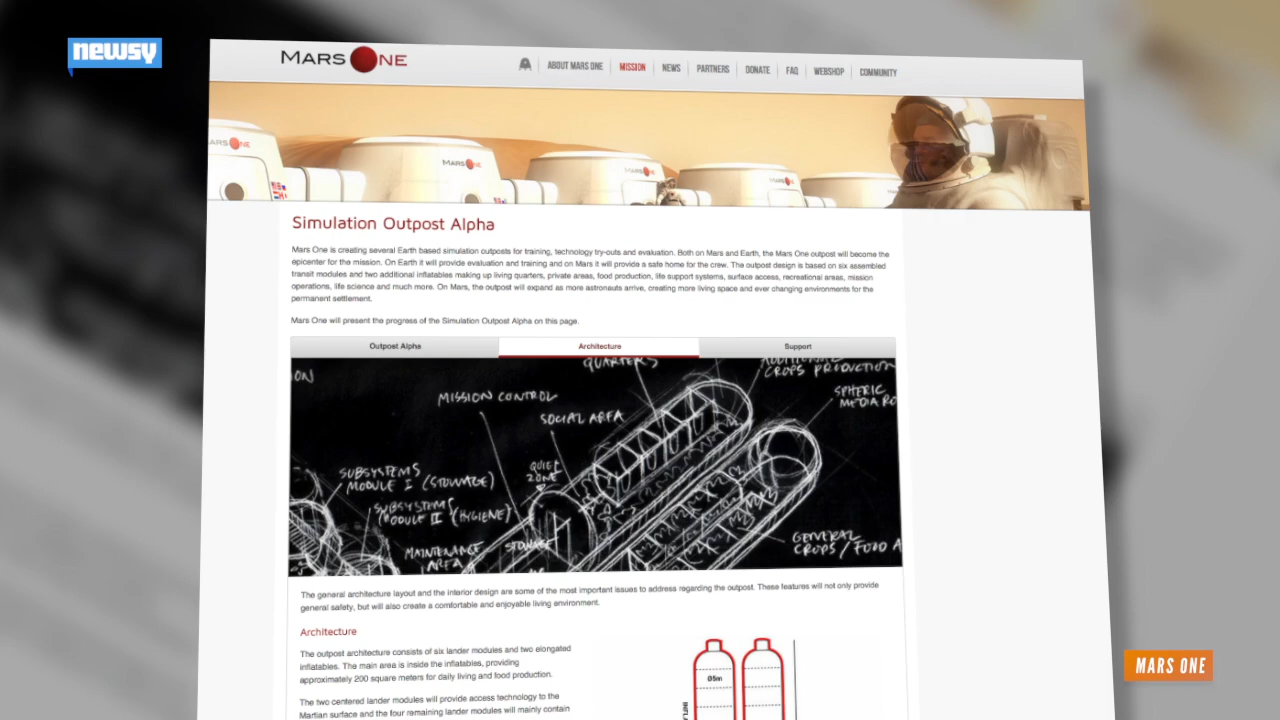 newsy
MARS ONE
ABOUT MARS ONE
MISSION
NEWS
PARTNERS
DONATE
FAQ
WEBSHOP
COMMUNITY
MARS ONE
MARS ONE
MARS ONE
Simulation Outpost Alpha
Mars One is creating several Earth based simulation outposts for training, technology try-outs and evaluation. Both on Mars and Earth, the Mars One outpost will become the
epicenter for the mission. On Earth it will provide evaluation and training and on Mars it will provide a safe home for the crew. The outpost design is based on six assembled
transit modules and two additional inflatables making up living quarters, private areas, food production, life support systems, surface access, recreational areas, mission
operations, life science and much more. On Mars, the outpost will expand as more astronauts arrive, creating more living space and ever changing environments for the
permanent settlement.
Mars One will present the progress of the Simulation Outpost Alpha on this page.
Outpost Alpha
Architecture
Support
QUARTERS
CROPS PRODUCTION
ON
MISSION CONTROL
SPHERIC
MEDIA RO
SOCIAL AREA
QUIET
ZONE
SUBSYSTEMS
MODULE I (STOWAGE)
SUBSYSTEMS
MODULE II (HYGIENE)
MAINTENANCE
AREA
STOWAGE
GENERAL
CROPS / FOOD A
The general architecture layout and the interior design are some of the most important issues to address regarding the outpost. These features will not only provide
general safety, but will also create a comfortable and enjoyable living environment.
Architecture
The outpost architecture consists of six lander modules and two elongated
inflatables. The main area is inside the inflatables, providing
approximately 200 square meters for daily living and food production.
The two centered lander modules will provide access technology to the
Martian surface and the four remaining lander modules will mainly contain
Ø5m
MARS ONE